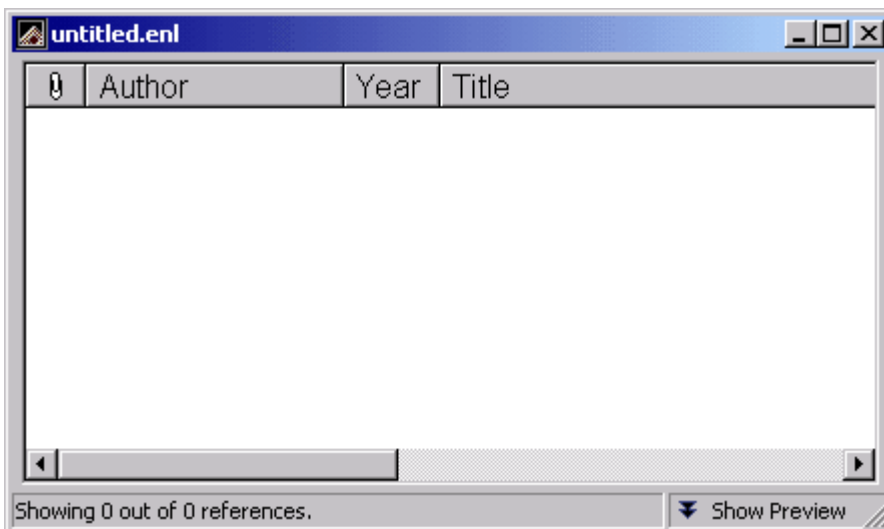 untitled.enl
Author Year Title
Showing 0 out of 0 references. Show Preview